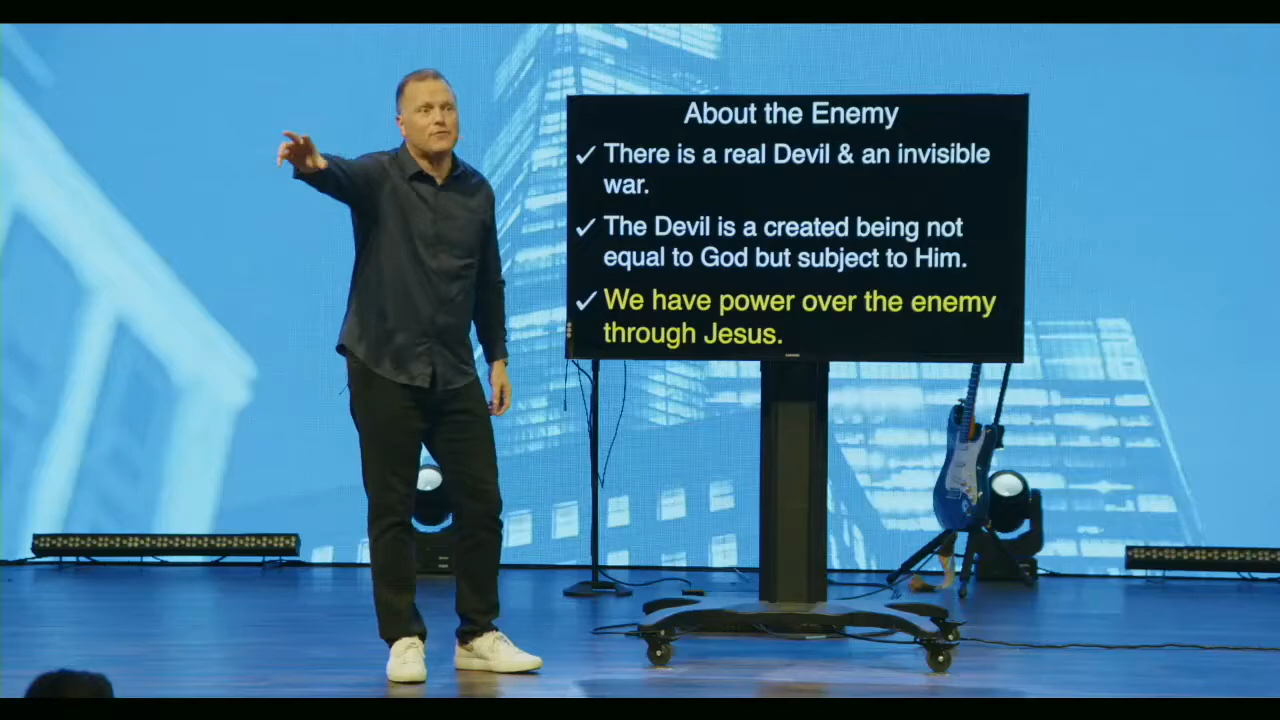 About the Enemy
✓ There is a real Devil & an invisible
war.
✓ The Devil is a created being not
equal to God but subject to Him.
✓ We have power over the enemy
through Jesus.